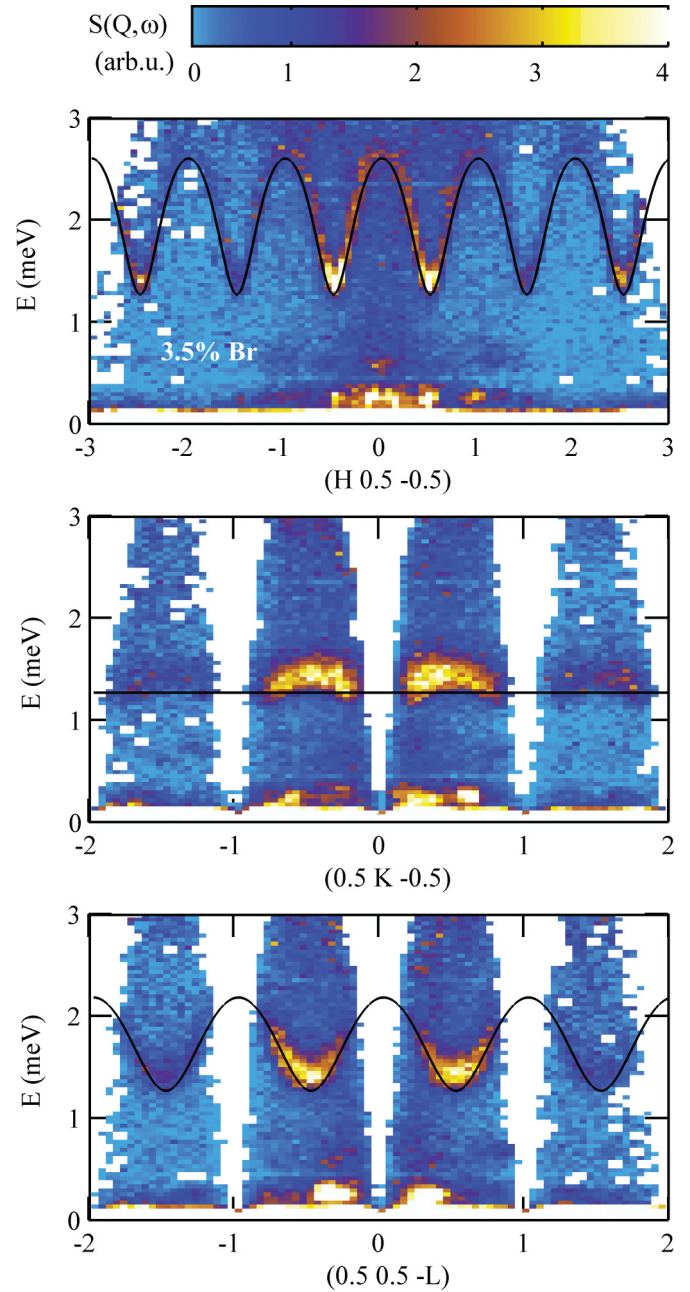 S(Q,ω)
(arb.u.)
0 1 2 3 4
3
2
1
0
E (meV)
3.5% Br
-3 -2 -1 0 1 2 3
(H 0.5 -0.5)
3
2
1
0
E (meV)
-2 -1 0 1 2
(0.5 K -0.5)
3
2
1
0
E (meV)
-2 -1 0 1 2
(0.5 0.5 -L)